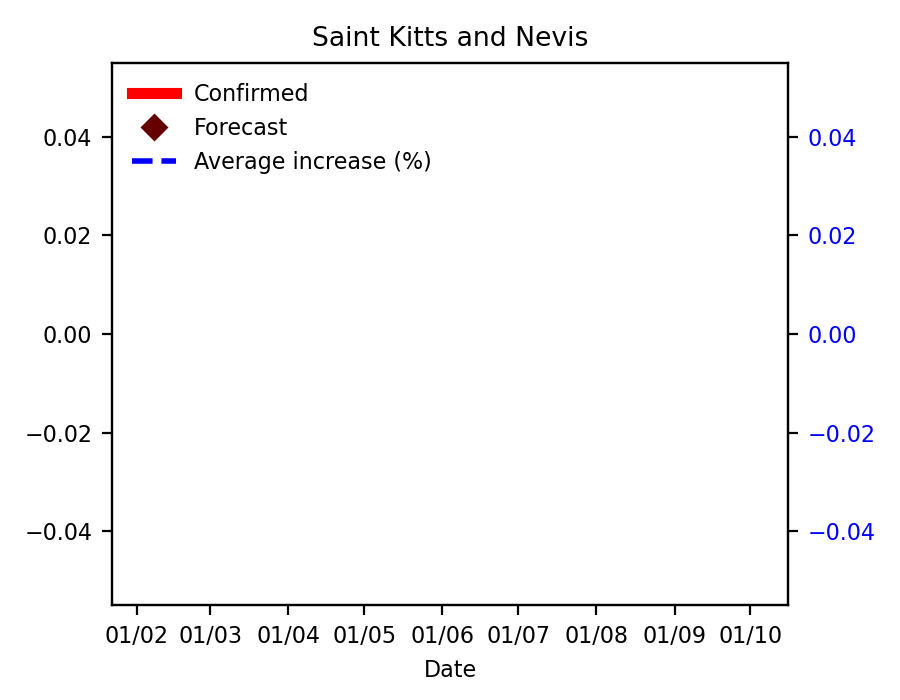 Saint Kitts and Nevis
Confirmed
Forecast
Average increase (%)
0.04
0.02
0.00
−0.02
−0.04
0.04
0.02
0.00
−0.02
−0.04
01/02 01/03 01/04 01/05 01/06 01/07 01/08 01/09 01/10
Date